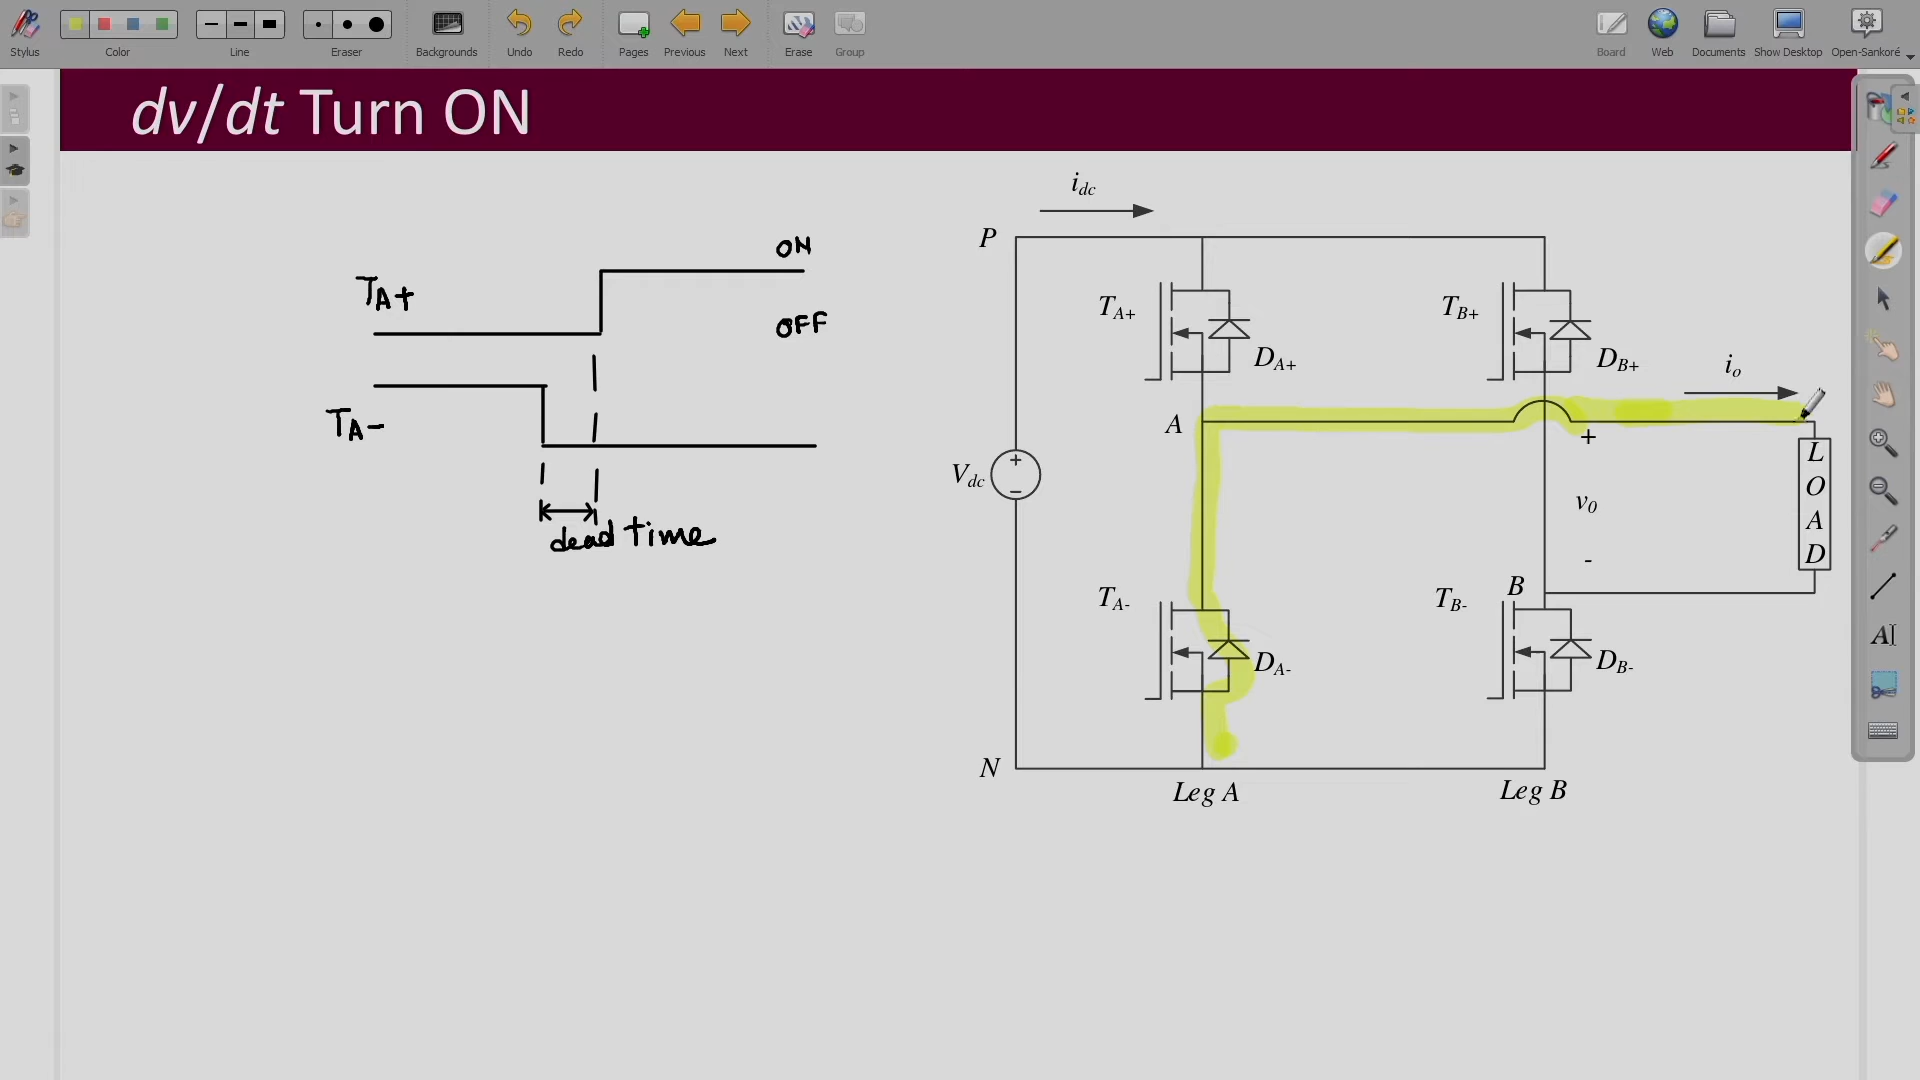 Stylus
Color
Line
Eraser
Backgrounds
Undo
Redo
Pages
Previous
Next
Erase
Group
Board
Web
Documents
Show Desktop
Open-Sankoré
dv/dt Turn ON
TA+
ON
OFF
TA-
dead time
idc
P
TA+
DA+
TB+
DB+
io
A
+
Vdc
+
-
v0
-
LOAD
TA-
DA-
TB-
B
DB-
N
Leg A
Leg B
A